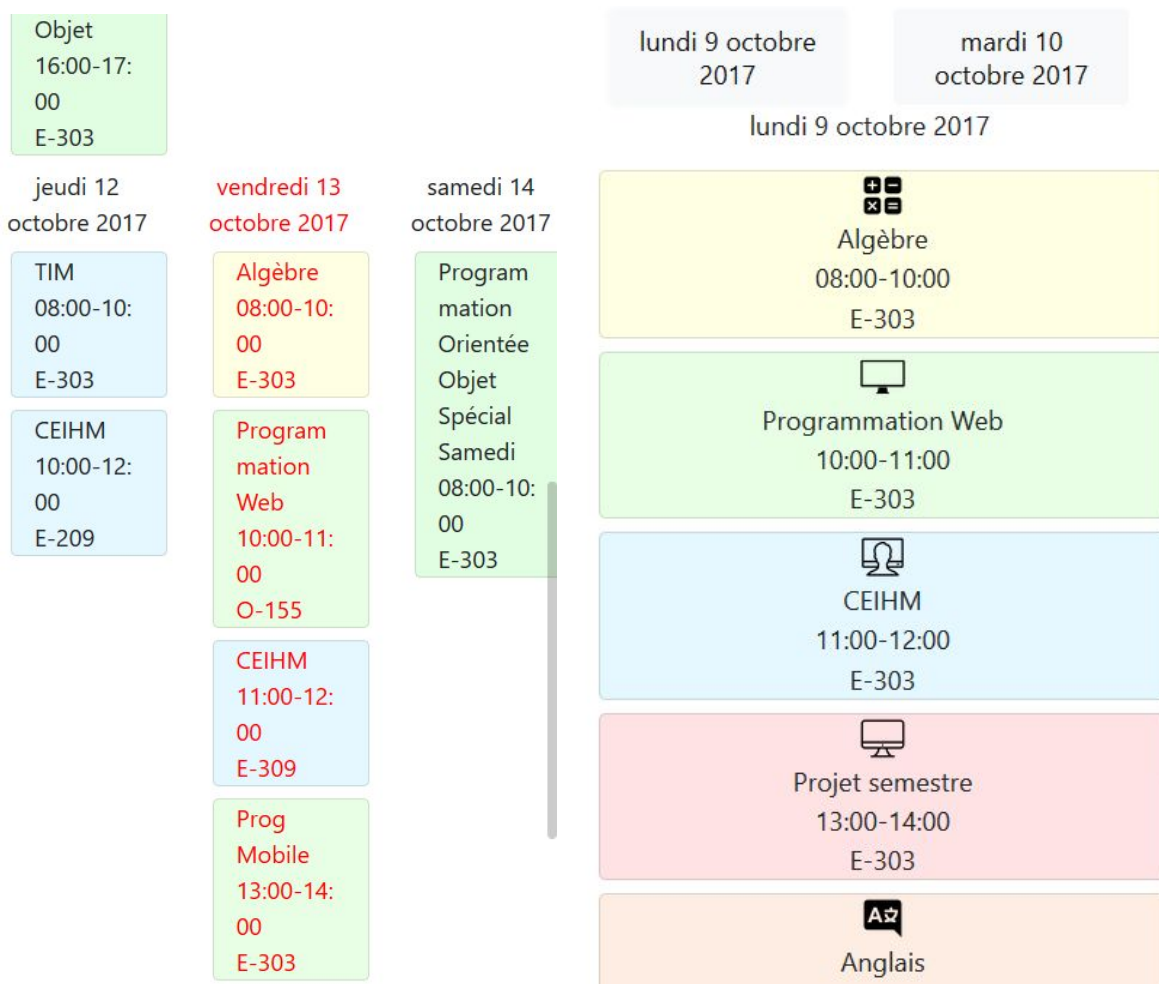 Objet
16:00-17:
00
E-303
jeudi 12
octobre 2017
TIM
08:00-10:
00
E-303
CEIHM
10:00-12:
00
E-209
vendredi 13
octobre 2017
Algèbre
08:00-10:
00
E-303
Program
mation
Web
10:00-11:
00
O-155
CEIHM
11:00-12:
00
E-309
Prog
Mobile
13:00-14:
00
E-303
samedi 14
octobre 2017
Program
mation
Orientée
Objet
Spécial
Samedi
08:00-10:
00
E-303
lundi 9 octobre
2017
mardi 10
octobre 2017
lundi 9 octobre 2017
Algèbre
08:00-10:00
E-303
Programmation Web
10:00-11:00
E-303
CEIHM
11:00-12:00
E-303
Projet semestre
13:00-14:00
E-303
Anglais